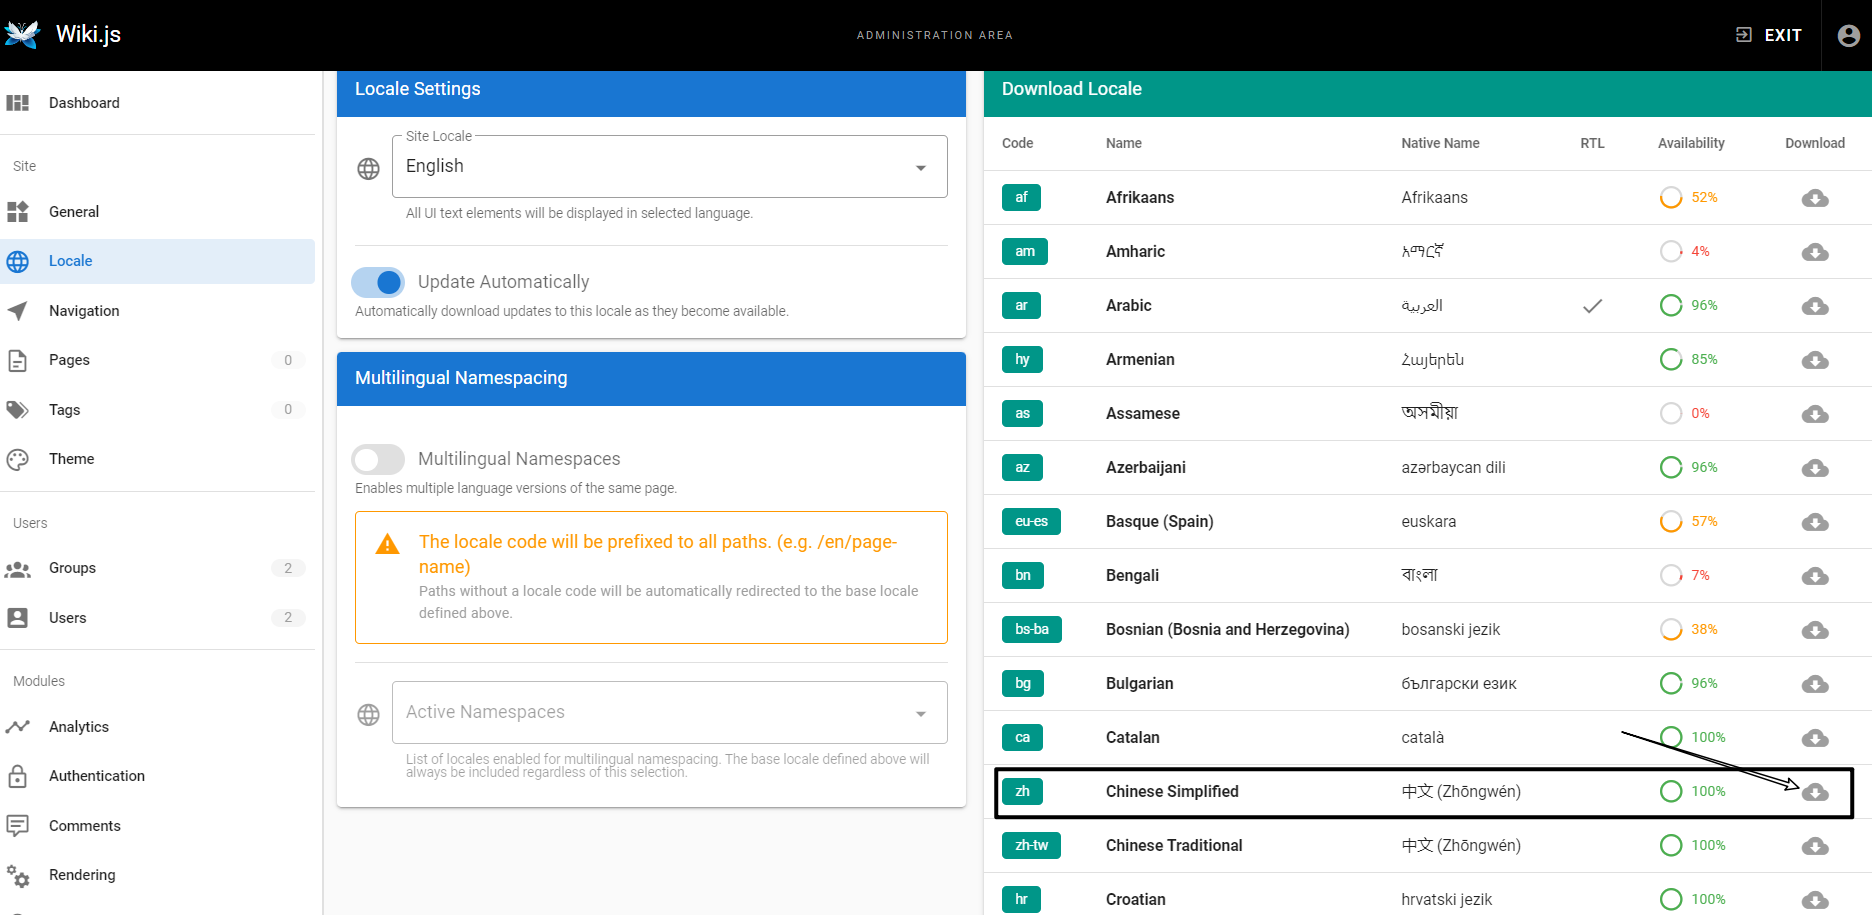 Wiki.js
ADMINISTRATION AREA
EXIT
Dashboard
Site
General
Locale
Navigation
Pages 0
Tags 0
Theme
Users
Groups 2
Users 2
Modules
Analytics
Authentication
Comments
Rendering
Locale Settings
Site Locale
English
All UI text elements will be displayed in selected language.
Update Automatically
Automatically download updates to this locale as they become available.
Multilingual Namespacing
Multilingual Namespaces
Enables multiple language versions of the same page.
The locale code will be prefixed to all paths. (e.g. /en/page-
name)
Paths without a locale code will be automatically redirected to the base locale
defined above.
Active Namespaces
List of locales enabled for multilingual namespacing. The base locale defined above will
always be included regardless of this selection.
Download Locale
Code Name Native Name RTL Availability Download
af Afrikaans Afrikaans 52%
am Amharic አማርኛ 4%
ar Arabic العربية 96%
hy Armenian Հայերեն 85%
as Assamese অসমীয়া 0%
az Azerbaijani azərbaycan dili 96%
eu-es Basque (Spain) euskara 57%
bn Bengali বাংলা 7%
bs-ba Bosnian (Bosnia and Herzegovina) bosanski jezik 38%
bg Bulgarian български език 96%
ca Catalan català 100%
zh Chinese Simplified 中文 (Zhōngwén) 100%
zh-tw Chinese Traditional 中文 (Zhōngwén) 100%
hr Croatian hrvatski jezik 100%